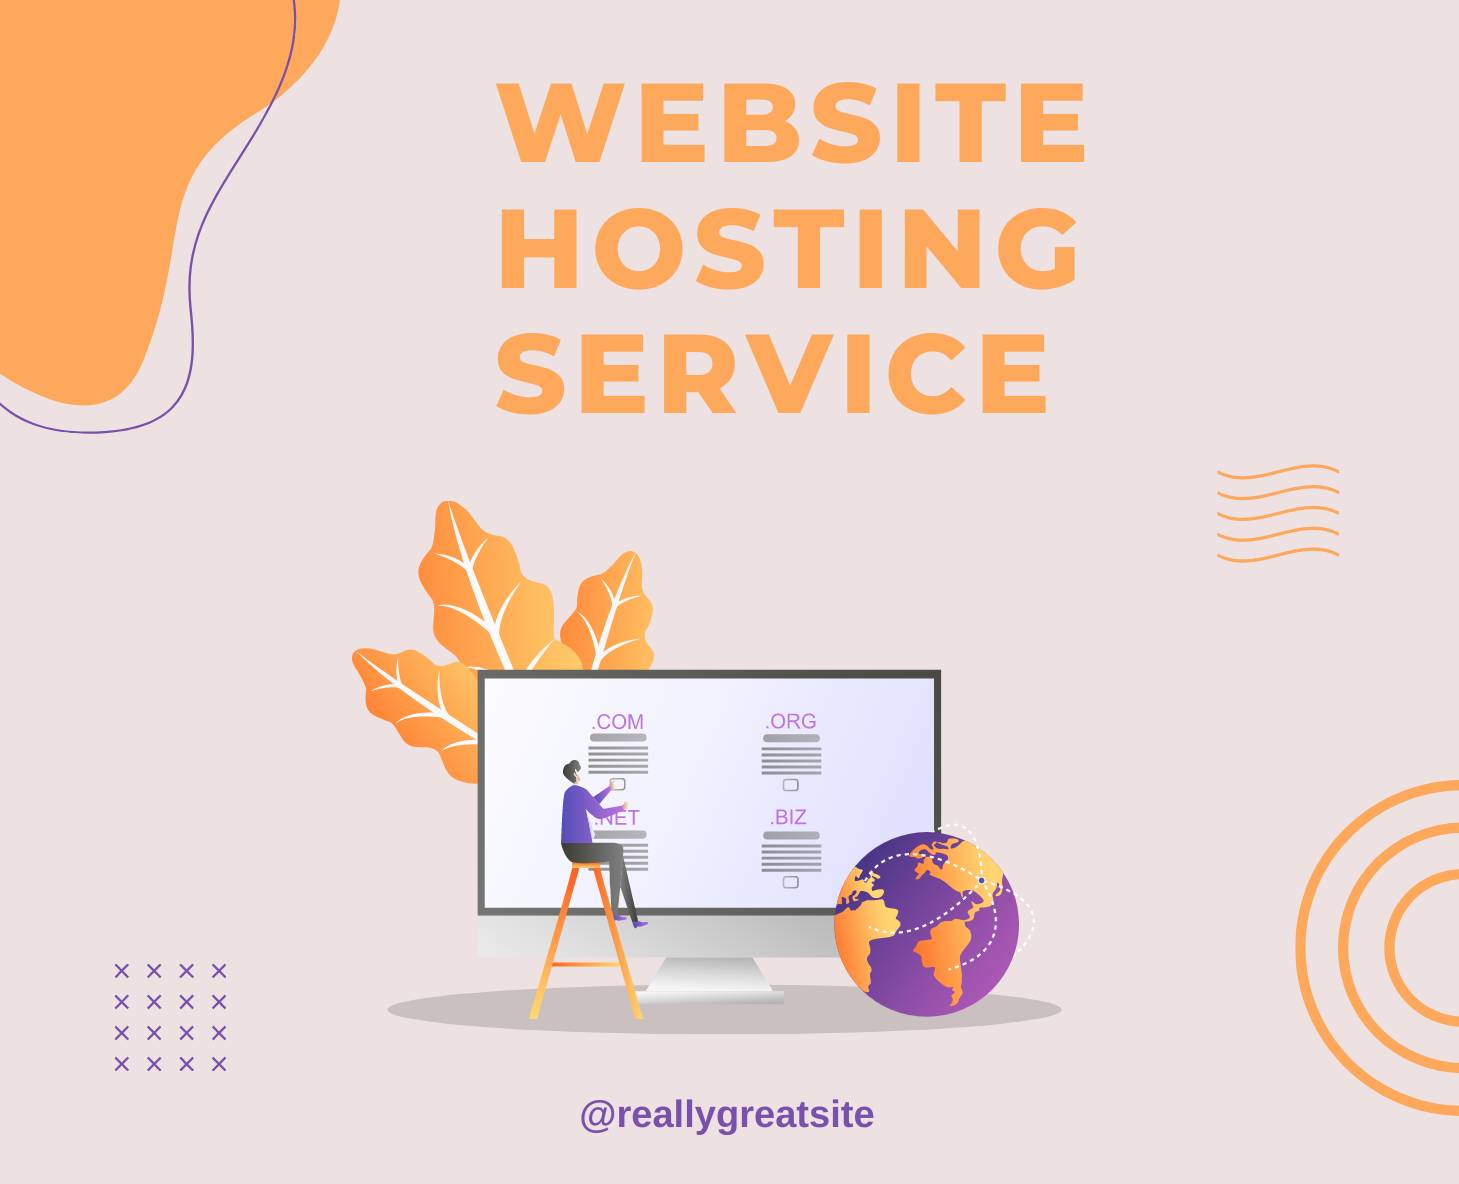 WEBSITE
HOSTING
SERVICE
.COM
.ORG
.NET
.BIZ
@reallygreatsite